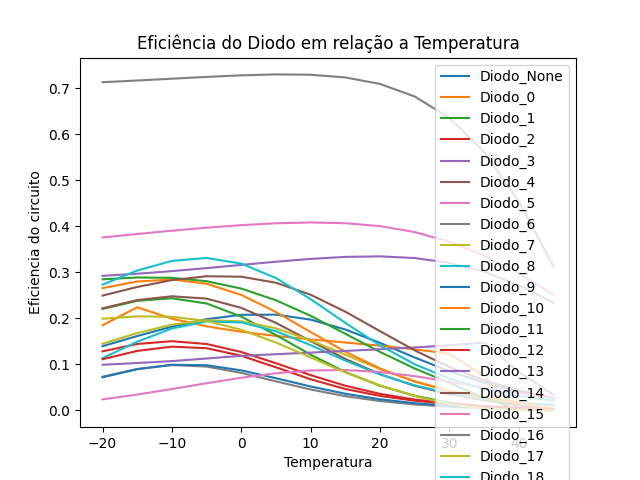 Eficiência do Diodo em relação a Temperatura
Eficiencia do circuito
0.7
0.6
0.5
0.4
0.3
0.2
0.1
0.0
−20
−10
0
10
20
30
40
Temperatura
Diodo_None
Diodo_0
Diodo_1
Diodo_2
Diodo_3
Diodo_4
Diodo_5
Diodo_6
Diodo_7
Diodo_8
Diodo_9
Diodo_10
Diodo_11
Diodo_12
Diodo_13
Diodo_14
Diodo_15
Diodo_16
Diodo_17
Diodo_18